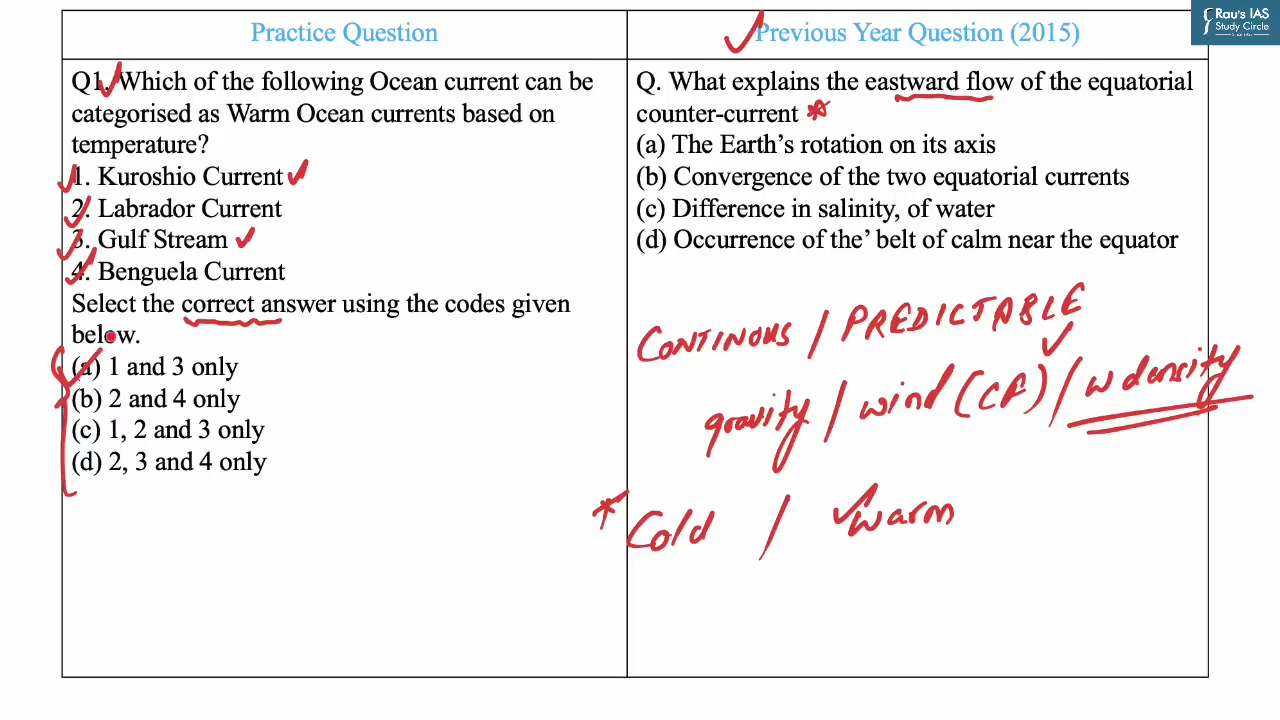 Rau's IAS
Study Circle
Practice Question
Q1. Which of the following Ocean current can be
categorised as Warm Ocean currents based on
temperature?
1. Kuroshio Current
2. Labrador Current
3. Gulf Stream
4. Benguela Current
Select the correct answer using the codes given
below.
(a) 1 and 3 only
(b) 2 and 4 only
(c) 1, 2 and 3 only
(d) 2, 3 and 4 only
Previous Year Question (2015)
Q. What explains the eastward flow of the equatorial
counter-current
(a) The Earth's rotation on its axis
(b) Convergence of the two equatorial currents
(c) Difference in salinity, of water
(d) Occurrence of the' belt of calm near the equator
CONTINOUS / PREDICTABLE
gravity / wind (CF) / w density
Cold / warm